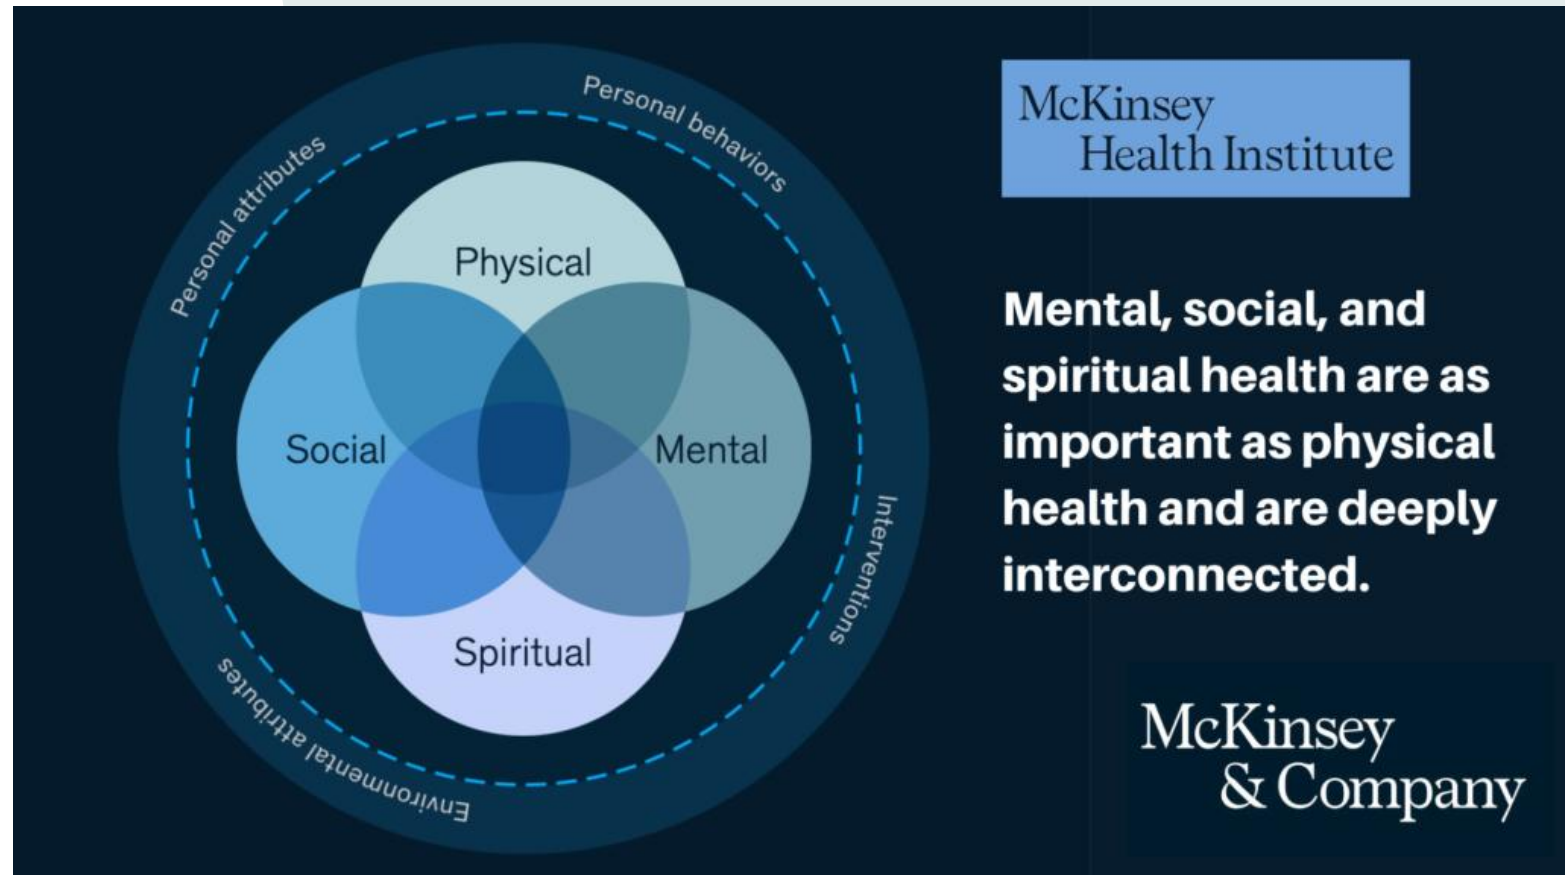 Personal attributes
Personal behaviors
Physical
Social
Mental
Spiritual
Interventions
Environmental attributes
McKinsey
Health Institute
Mental, social, and
spiritual health are as
important as physical
health and are deeply
interconnected.
McKinsey
& Company